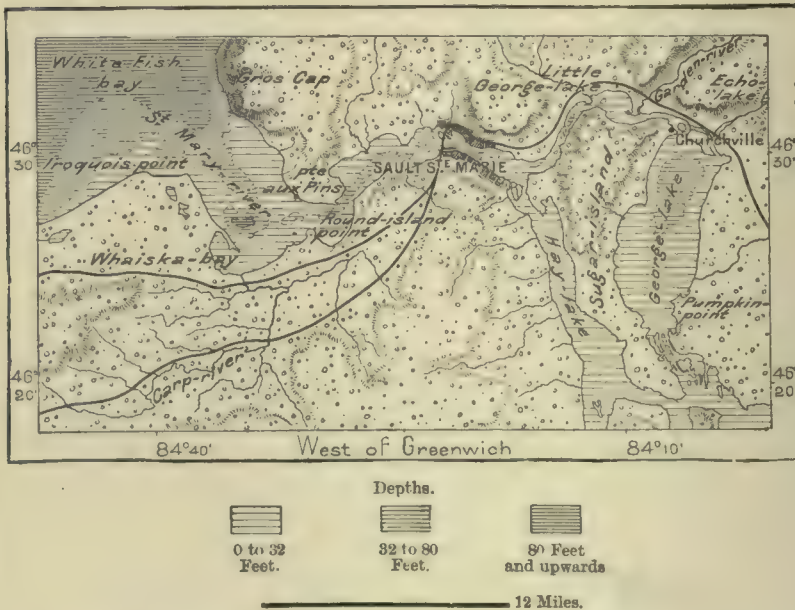 White Fish
bay
Gros Cap
Little
George-lake
Garden-river
Echo-
lake
St Mary-river
46°
30'
Iroquois-point
pte
aux Pins
SAULT STE MARIE
Churchville
46°
30'
Round-island
point
Whaiska-bay
Hay-lake
Sugar-island
George-lake
Pumpkin-
point
Carp-river
46°
20'
46°
20'
84°40'
West of Greenwich
84°10'
Depths.
0 to 32
Feet.
32 to 80
Feet.
80 Feet
and upwards
12 Miles.